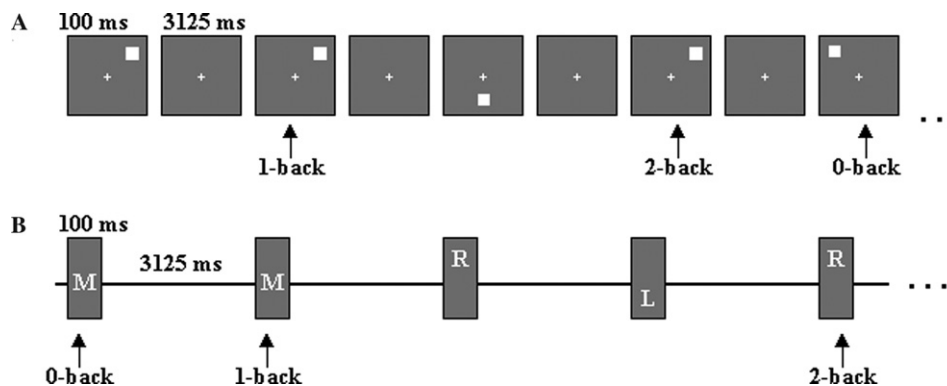 A
100 ms 3125 ms
1-back 2-back 0-back
. .
B
100 ms
3125 ms
M M R L R
. . .
0-back 1-back 2-back